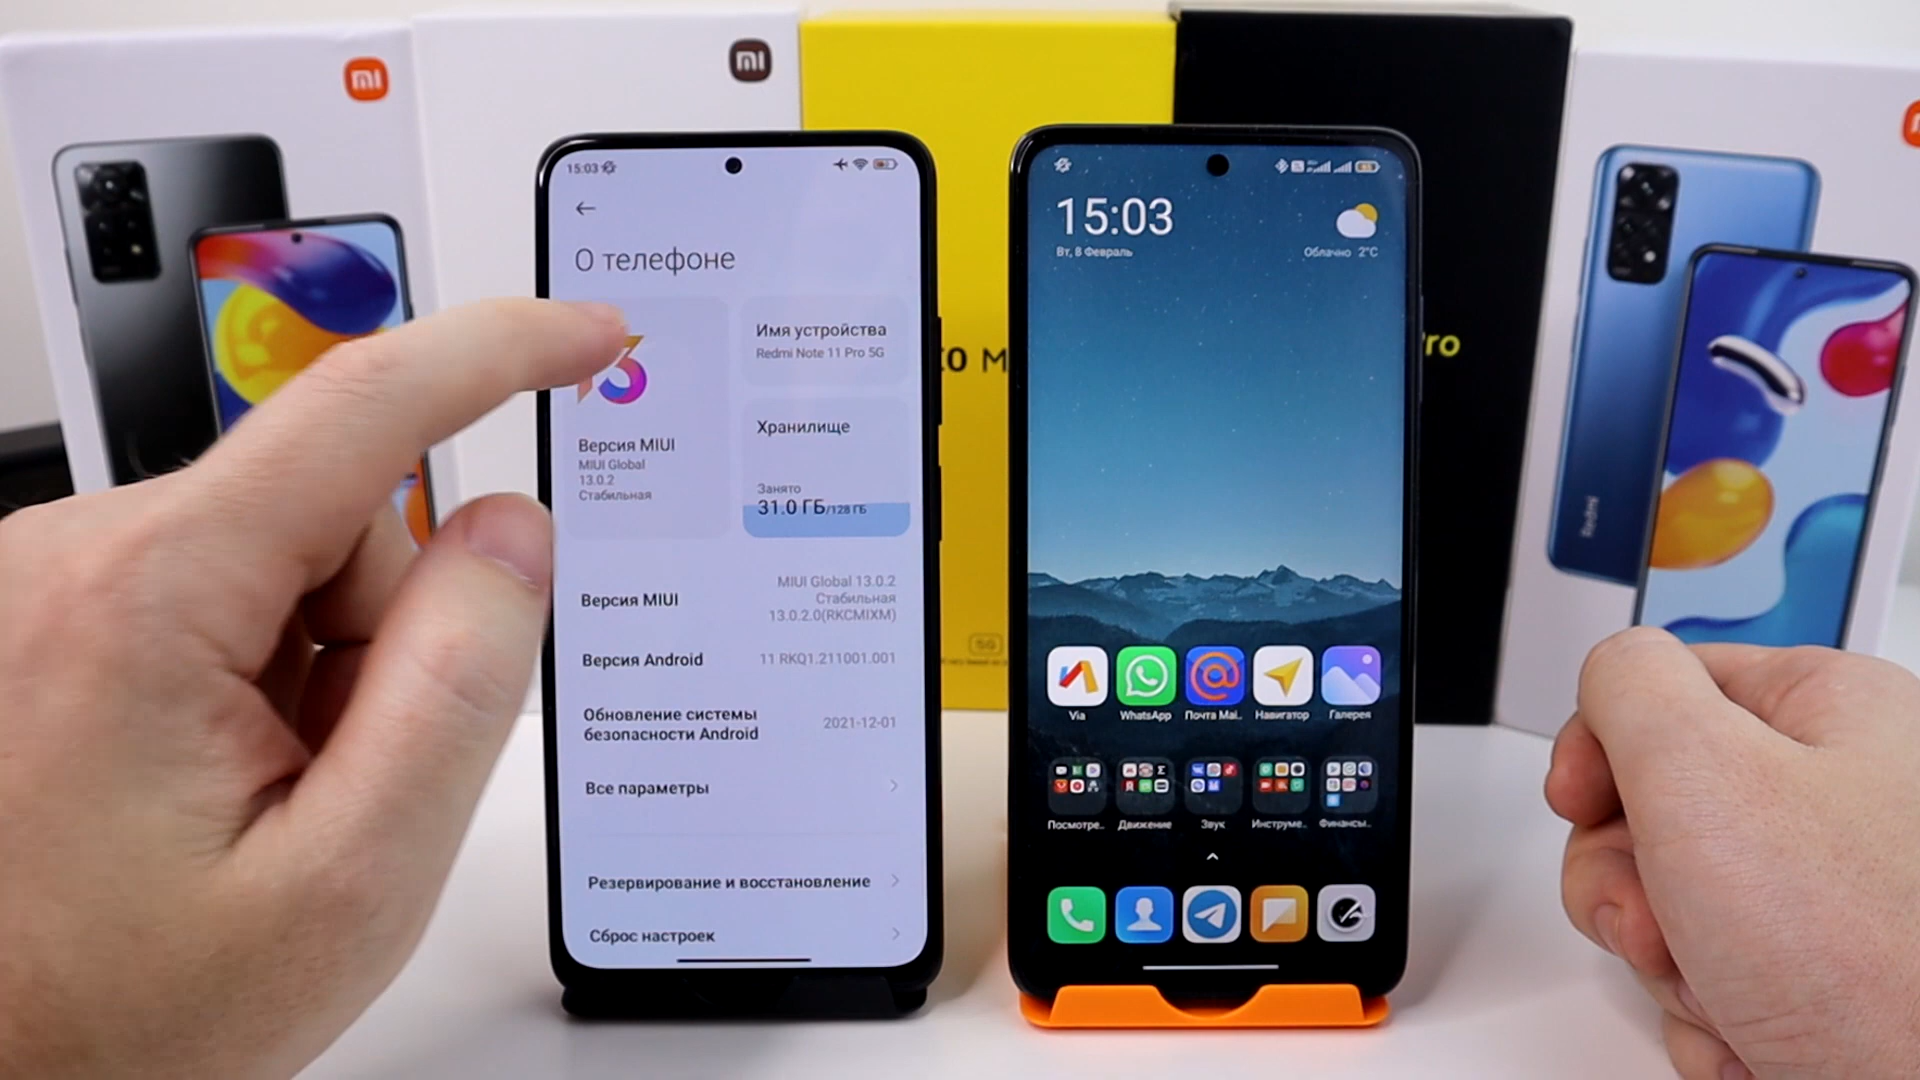 15:03
О телефоне
Имя устройства
Redmi Note 11 Pro 5G
Хранилище
Версия MIUI
MIUI Global
13.0.2
Стабильная
Занято
31.0 ГБ/128 ГБ
Версия MIUI
MIUI Global 13.0.2
Стабильная
13.0.2.0(RKCMIXM)
Версия Android
11 RKQ1.211001.001
Обновление системы
безопасности Android
2021-12-01
Все параметры
Резервирование и восстановление
Сброс настроек
15:03
Вт, 8 Февраль
Облачно 2°C
Via
WhatsApp
Почта Mai..
Навигатор
Галерея
Посмотре..
Движение
Звук
Инструме..
Финансы..
mi
mi
M
5G
ro
Redmi